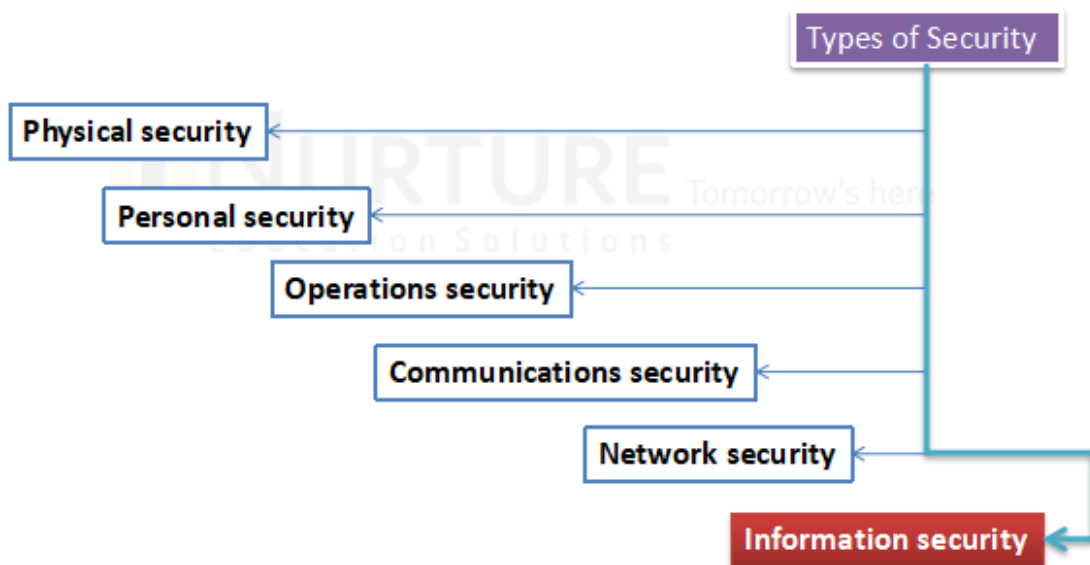 Types of Security
Physical security
NURTURE Tomorrow's here
Personal security
Education Solutions
Operations security
Communications security
Network security
Information security